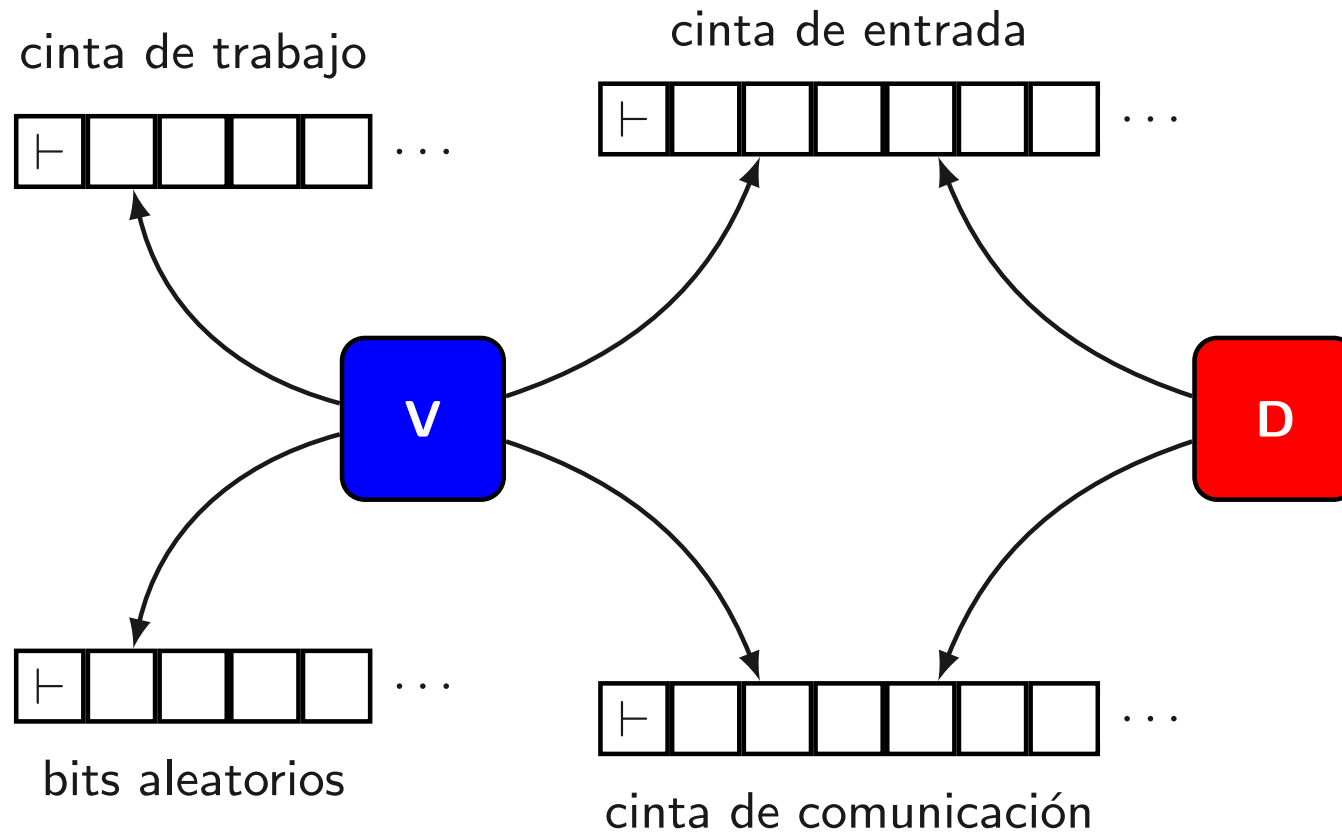 cinta de trabajo
cinta de entrada
⊢ ···
⊢ ···
V
D
⊢ ···
⊢ ···
bits aleatorios
cinta de comunicación